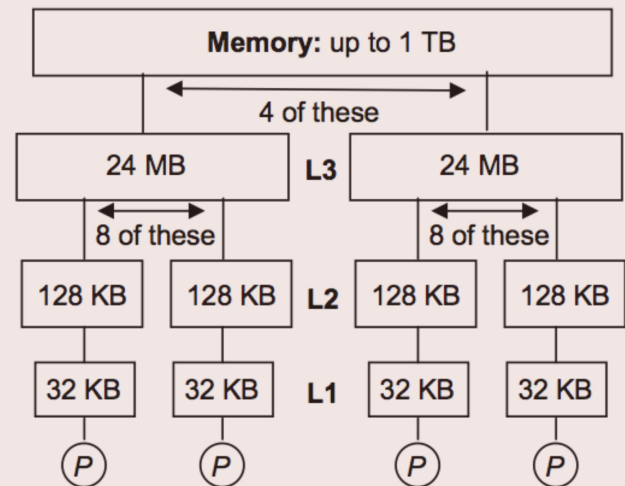 Memory: up to 1 TB
4 of these
24 MB L3 24 MB
8 of these 8 of these
128 KB 128 KB L2 128 KB 128 KB
32 KB 32 KB L1 32 KB 32 KB
P P P P